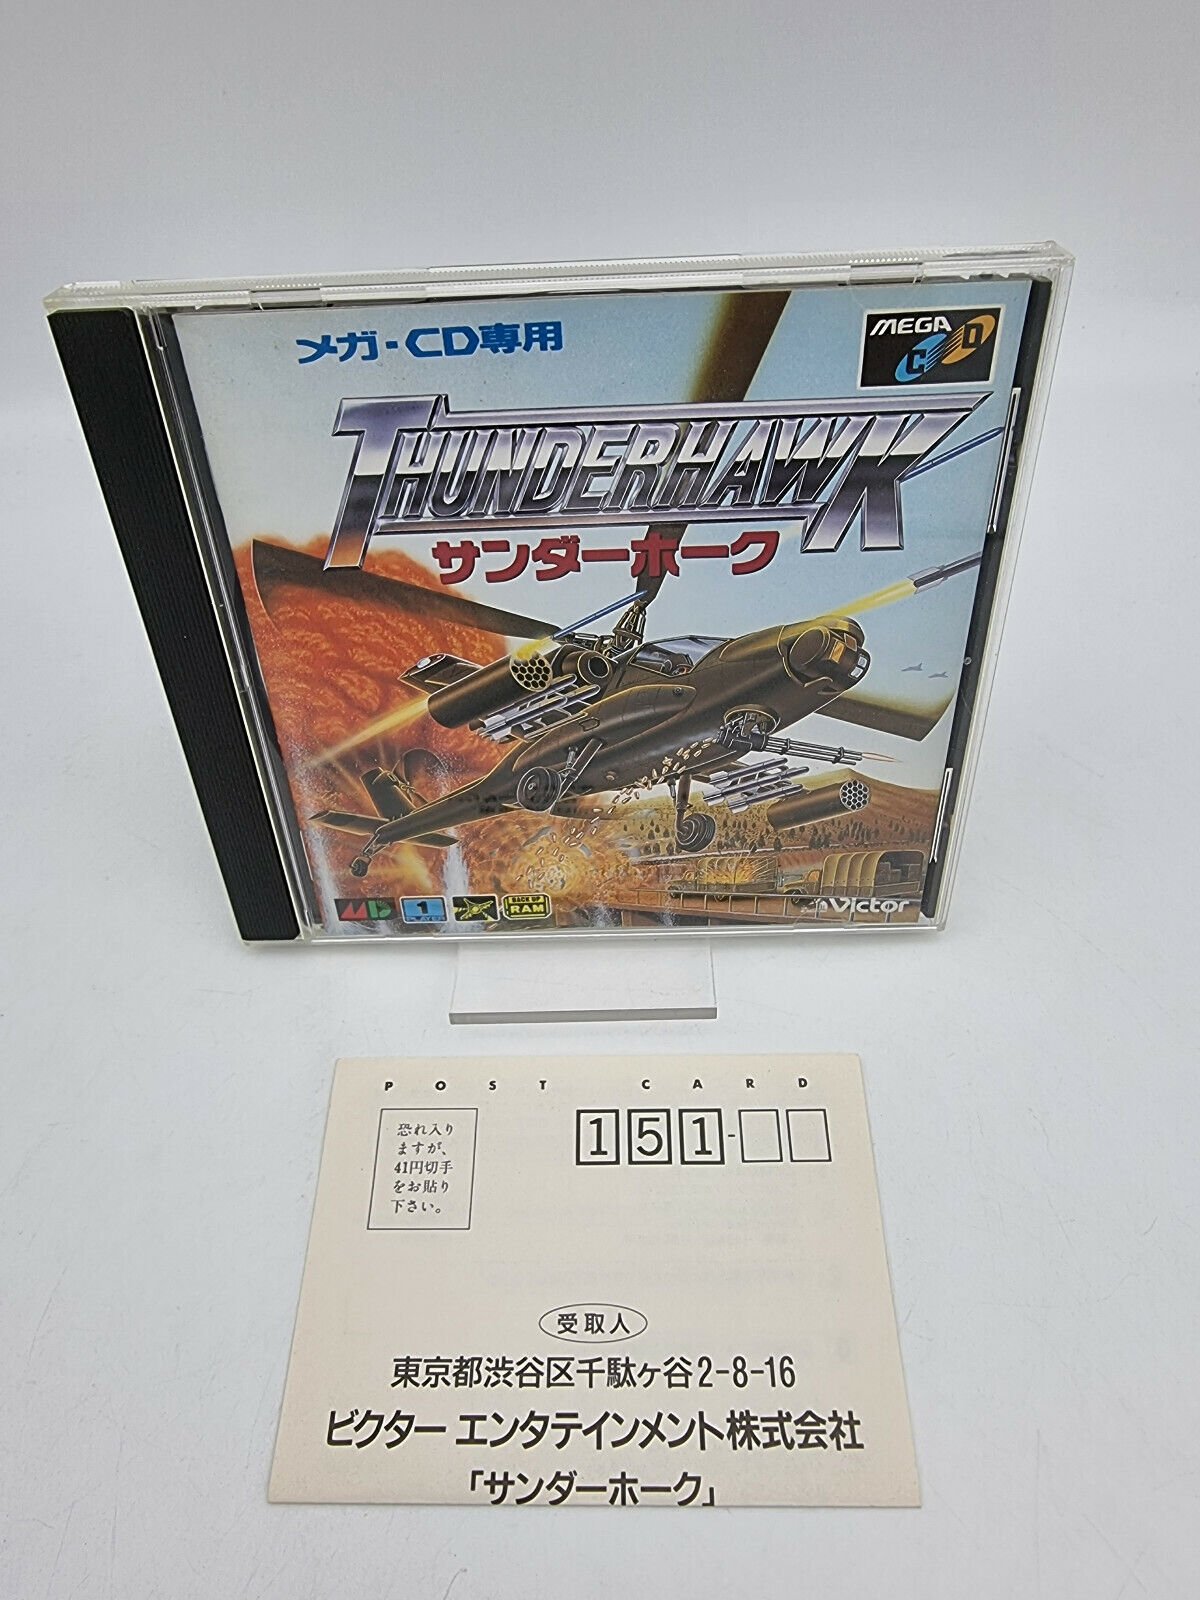 メガ・CD専用
MEGA
CD
THUNDERHAWK
サンダーホーク
MD
1
PLAYER
BACK UP
RAM
Victor
POST CARD
恐れ入り
ますが、
41円切手
をお貼り
下さい。
151-
受取人
東京都渋谷区千駄ヶ谷2-8-16
ビクター エンタテインメント株式会社
「サンダーホーク」